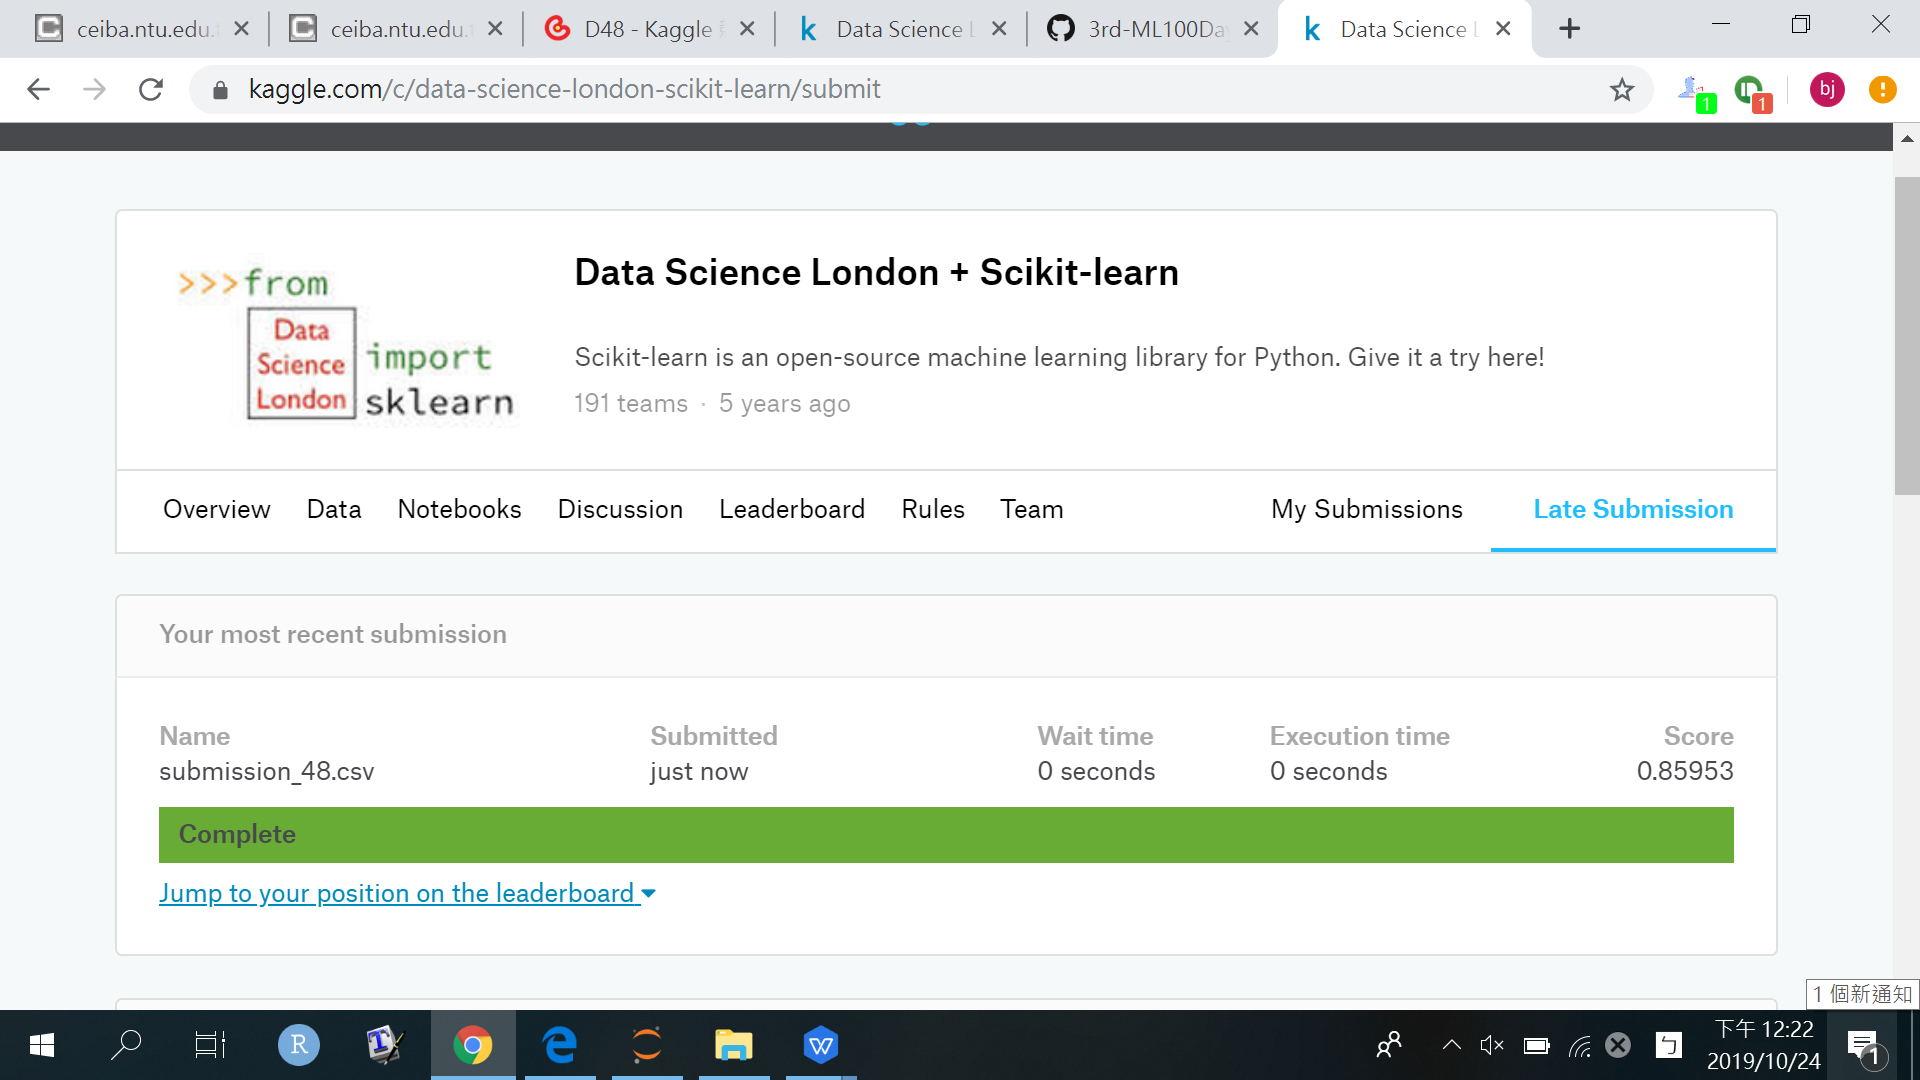 ceiba.ntu.edu.
ceiba.ntu.edu.
D48 - Kaggle
Data Science L
3rd-ML100Day
Data Science L
kaggle.com/c/data-science-london-scikit-learn/submit
1
1
bj
>>>from
Data
Science
London
import
sklearn
Data Science London + Scikit-learn
Scikit-learn is an open-source machine learning library for Python. Give it a try here!
191 teams · 5 years ago
Overview Data Notebooks Discussion Leaderboard Rules Team My Submissions Late Submission
Your most recent submission
Name Submitted Wait time Execution time Score
submission_48.csv just now 0 seconds 0 seconds 0.85953
Complete
Jump to your position on the leaderboard
1 個新通知
下午 12:22
2019/10/24
ㄅ
1